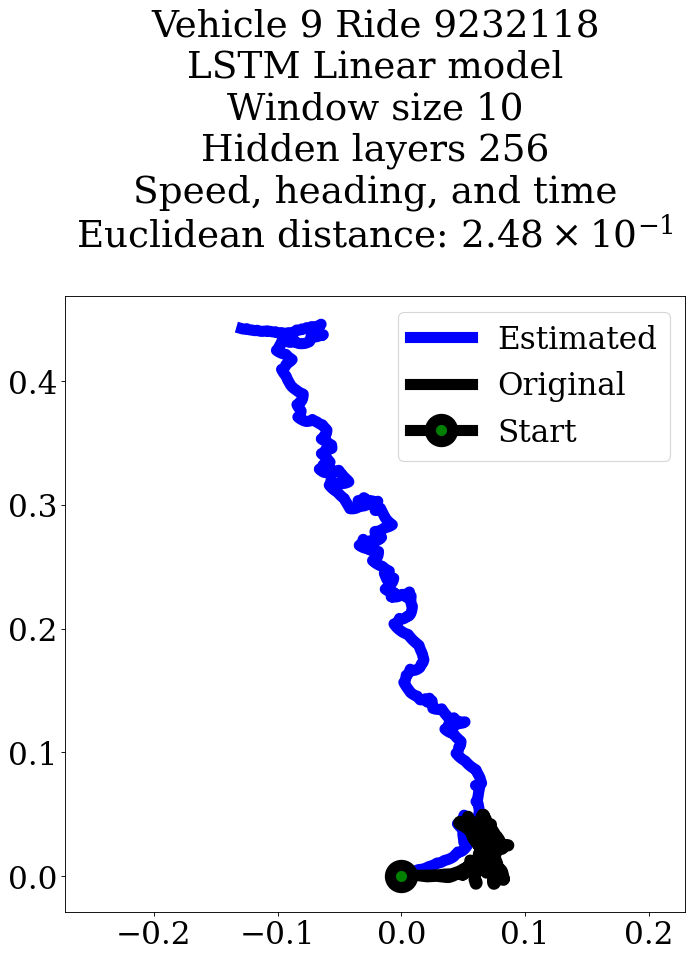 Vehicle 9 Ride 9232118
LSTM Linear model
Window size 10
Hidden layers 256
Speed, heading, and time
Euclidean distance: 2.48 × 10⁻¹
Estimated
Original
Start
0.4
0.3
0.2
0.1
0.0
−0.2 −0.1 0.0 0.1 0.2